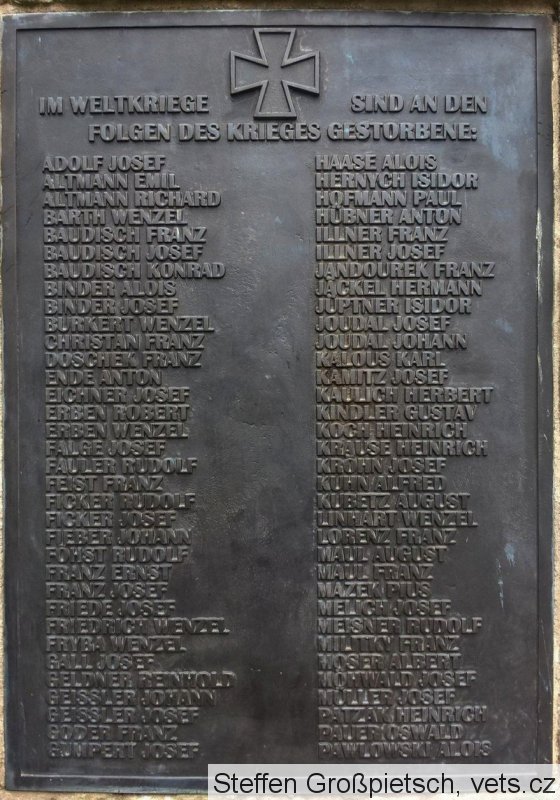 IM WELTKRIEGE SIND AN DEN
FOLGEN DES KRIEGES GESTORBENE:
ADOLF JOSEF
ALTMANN EMIL
ALTMANN RICHARD
BARTH WENZEL
BAUDISCH FRANZ
BAUDISCH JOSEF
BAUDISCH KONRAD
BINDER ALOIS
BINDER JOSEF
BURKERT WENZEL
CHRISTAN FRANZ
DOSCHEK FRANZ
ENDE ANTON
EICHNER JOSEF
ERBEN ROBERT
ERBEN WENZEL
FALGE JOSEF
FAULER RUDOLF
FEIST FRANZ
FICKER RUDOLF
FICKER JOSEF
FIEBER JOHANN
FÖHST RUDOLF
FRANZ ERNST
FRANZ JOSEF
FRIEDE JOSEF
FRIEDRICH WENZEL
FRYBA WENZEL
GALL JOSEF
GELDNER REINHOLD
GEISSLER JOHANN
GEISSLER JOSEF
FRANZ
GUMPERT JOSEF
HAASE ALOIS
HERNYCH ISIDOR
HOFMANN PAUL
HÜBNER ANTON
ILLNER FRANZ
ILLNER JOSEF
JANDOUREK FRANZ
JÄCKEL HERMANN
JÜPTNER ISIDOR
JOUDAL JOSEF
JOUDAL JOHANN
KALOUS KARL
KAMITZ JOSEF
KAULICH HERBERT
KINDLER GUSTAV
KOCH HEINRICH
KRAUSE HEINRICH
KROHN JOSEF
KUHN ALFRED
KUBETZ AUGUST
LINHART WENZEL
LORENZ FRANZ
MAUL AUGUST
MAUL FRANZ
MAZEK PIUS
MELICH JOSEF
MEISNER RUDOLF
MILITKY FRANZ
MOSER ALBERT
MOHWALD JOSEF
MÜLLER JOSEF
PATZAK HEINRICH
PAUER OSWALD
PAWLOWSKI ALOIS
Steffen Großpietsch, vets.cz